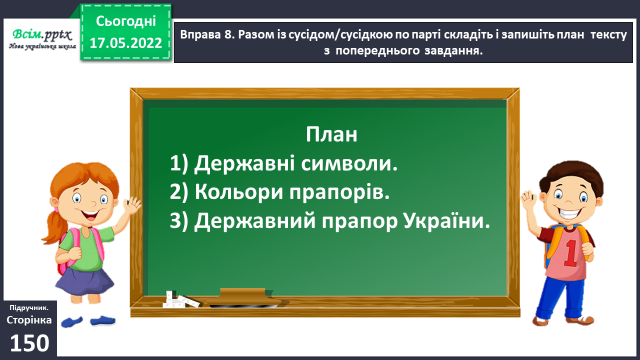 Всім.pptx
Нова українська школа
Сьогодні
17.05.2022
Вправа 8. Разом із сусідом/сусідкою по парті складіть і запишіть план тексту
з попереднього завдання.
План
1) Державні символи.
2) Кольори прапорів.
3) Державний прапор України.
1
Підручник.
Сторінка
150